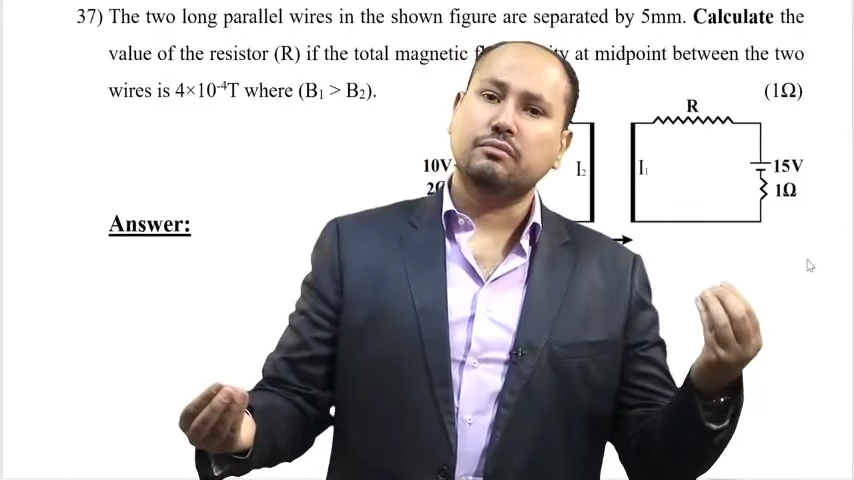 37) The two long parallel wires in the shown figure are separated by 5mm. Calculate the
value of the resistor (R) if the total magnetic at midpoint between the two
wires is 4×10⁻⁴T where (B₁ > B₂). (1Ω)
R
10V
I₂
I₁
15V
1Ω
Answer: